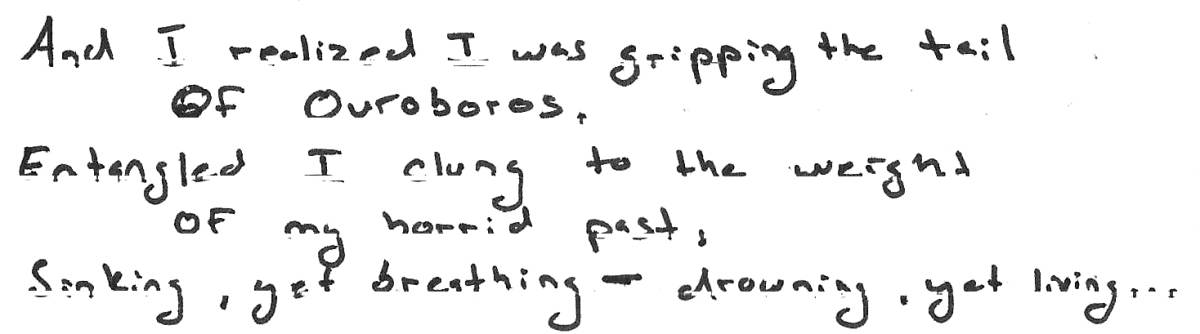 And I realized I was gripping the tail
OF Ouroboros,
Entangled I clung to the weight
OF my horrid past,
Sinking, yet breathing - drowning, yet living...